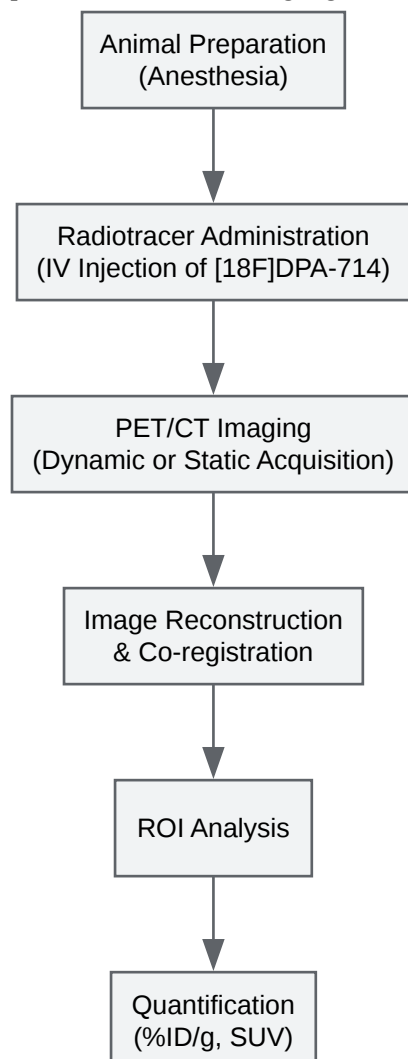 Animal Preparation
(Anesthesia)
Radiotracer Administration
(IV Injection of [18F]DPA-714)
PET/CT Imaging
(Dynamic or Static Acquisition)
Image Reconstruction
& Co-registration
ROI Analysis
Quantification
(%ID/g, SUV)